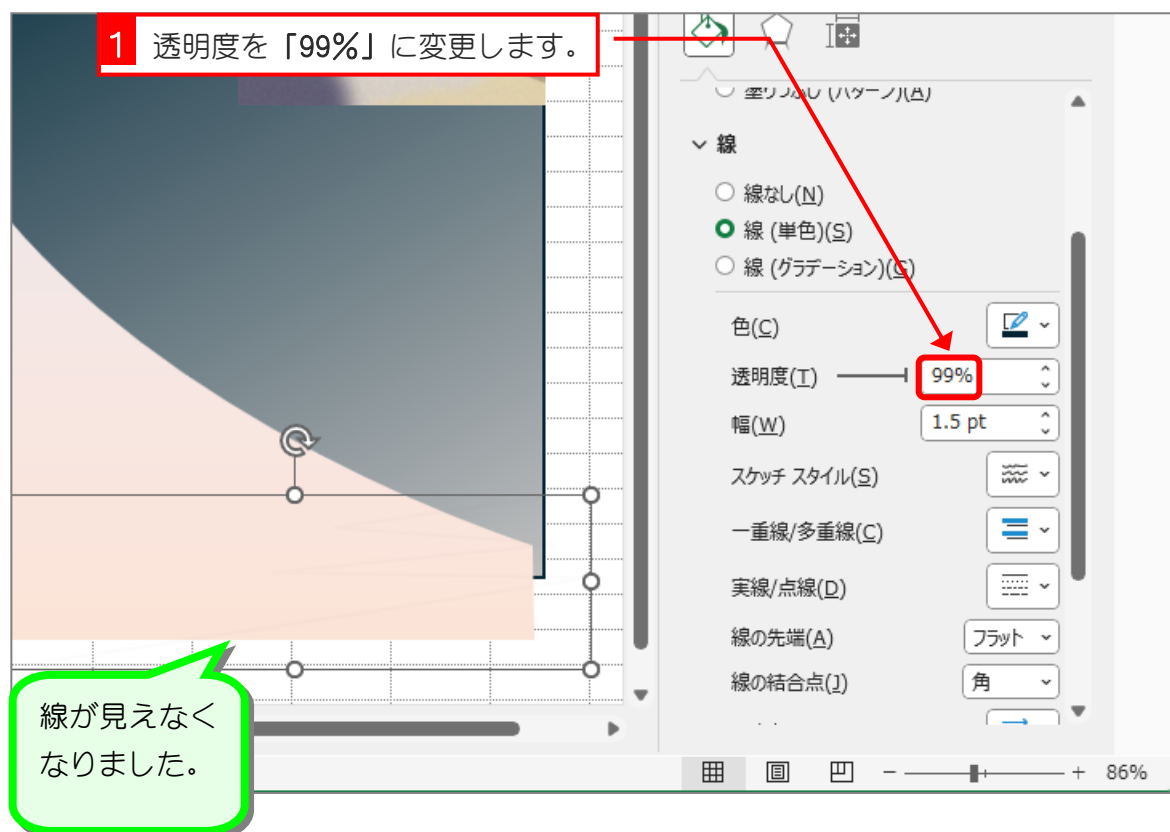 1 透明度を「99%」に変更します。
塗りつぶし (パターン)(A)
線
線なし(N)
線 (単色)(S)
線 (グラデーション)(G)
色(C)
透明度(T) 99%
幅(W) 1.5 pt
スケッチ スタイル(S)
一重線/多重線(C)
実線/点線(D)
線の先端(A) フラット
線の結合点(J) 角
線が見えなく
なりました。
- + 86%